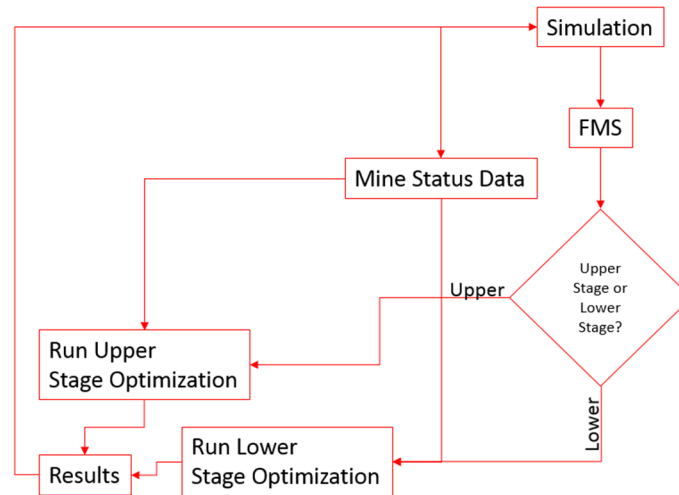 Simulation
FMS
Mine Status Data
Upper
Stage or
Lower
Stage?
Upper
Lower
Run Upper
Stage Optimization
Run Lower
Stage Optimization
Results